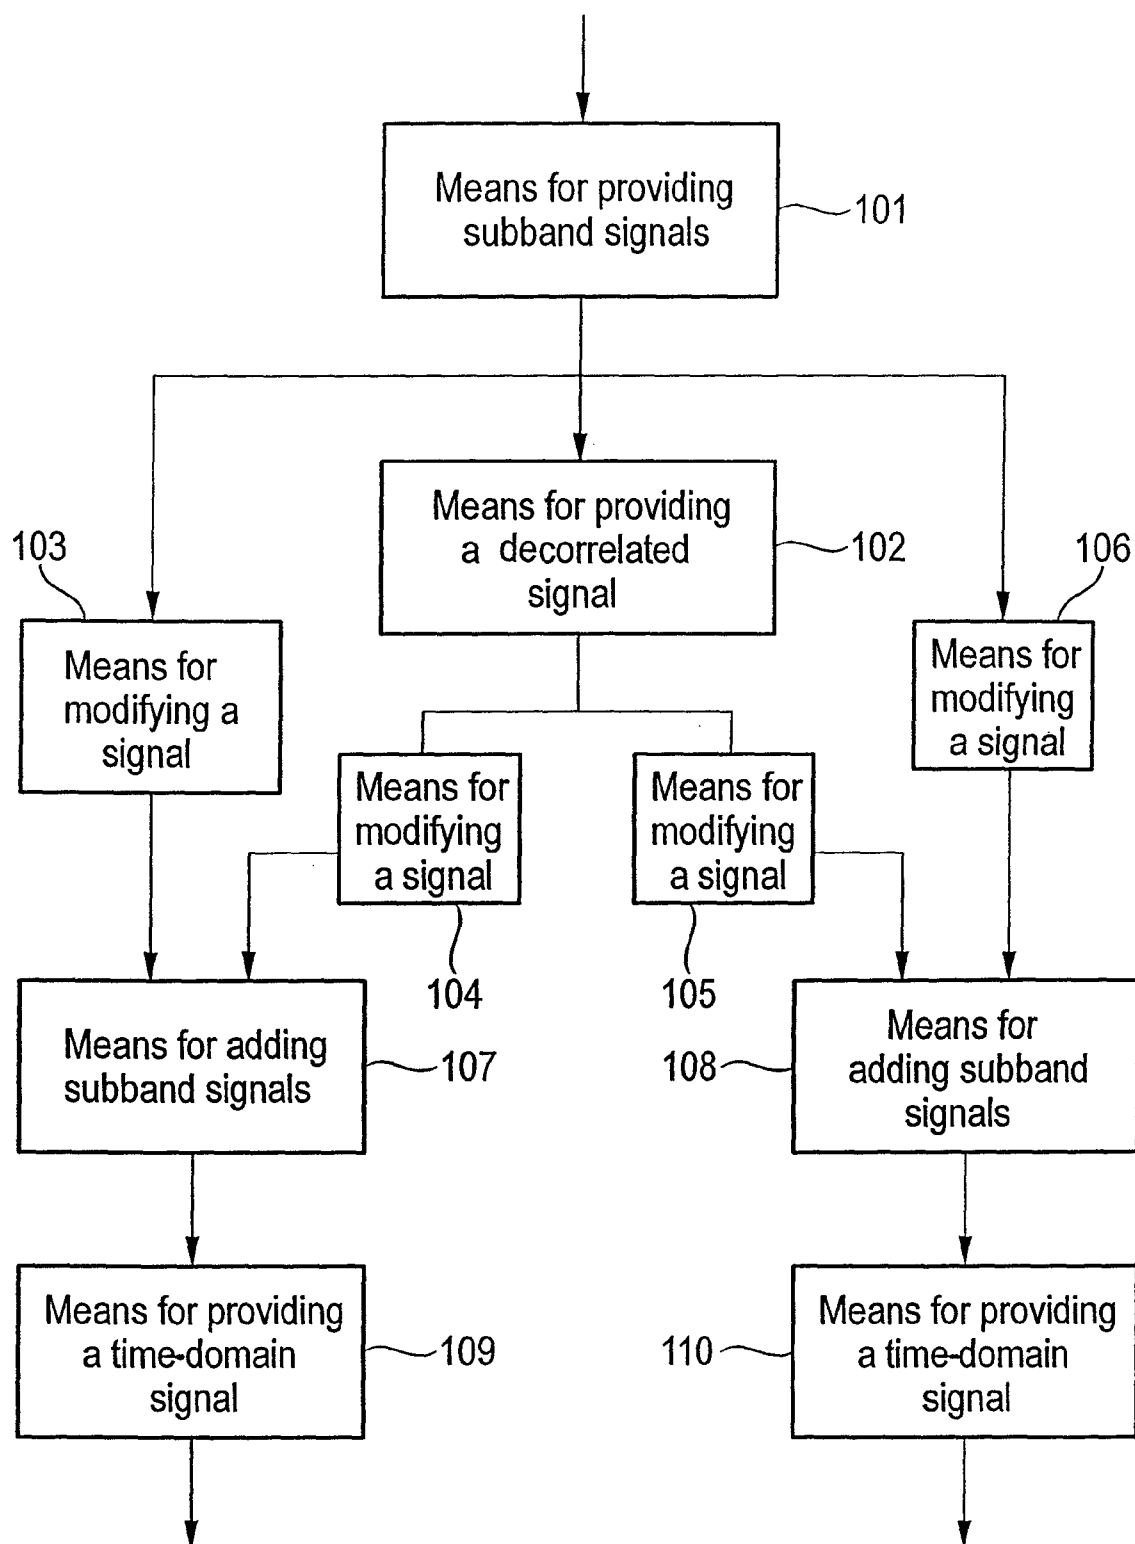 Means for providing
subband signals
101
Means for providing
a decorrelated
signal
102
103
106
Means for
modifying a
signal
Means for
modifying
a signal
Means for
modifying
a signal
Means for
modifying
a signal
104
105
Means for adding
subband signals
107
108
Means for
adding subband
signals
Means for providing
a time-domain
signal
109
110
Means for providing
a time-domain
signal